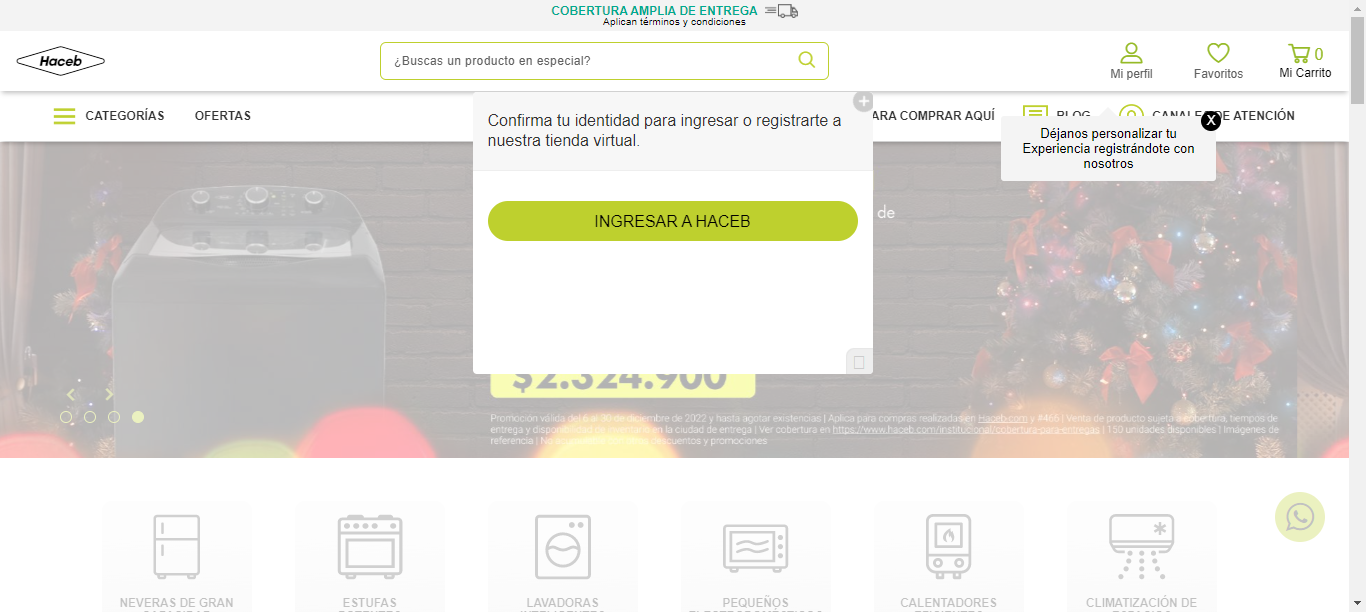 COBERTURA AMPLIA DE ENTREGA
Aplican términos y condiciones
Haceb
¿Buscas un producto en especial?
Mi perfil
Favoritos
0
Mi Carrito
CATEGORÍAS
OFERTAS
ARA COMPRAR AQUÍ
BLOG
CANALES DE ATENCIÓN
Confirma tu identidad para ingresar o registrarte a
nuestra tienda virtual.
INGRESAR A HACEB
X
Déjanos personalizar tu
Experiencia registrándote con
nosotros
de
$2.324.900
Promoción válida del 6 al 30 de diciembre de 2022 y hasta agotar existencias | Aplica para compras realizadas en Haceb.com y #466 | Venta de producto sujeta a cobertura, tiempos de
entrega y disponibilidad de inventario en la ciudad de entrega | Ver cobertura en https://www.haceb.com/institucional/cobertura-para-entregas | 150 unidades disponibles | Imágenes de
referencia | No acumulable con otros descuentos y promociones
NEVERAS DE GRAN
ESTUFAS
LAVADORAS
PEQUEÑOS
CALENTADORES
CLIMATIZACIÓN DE